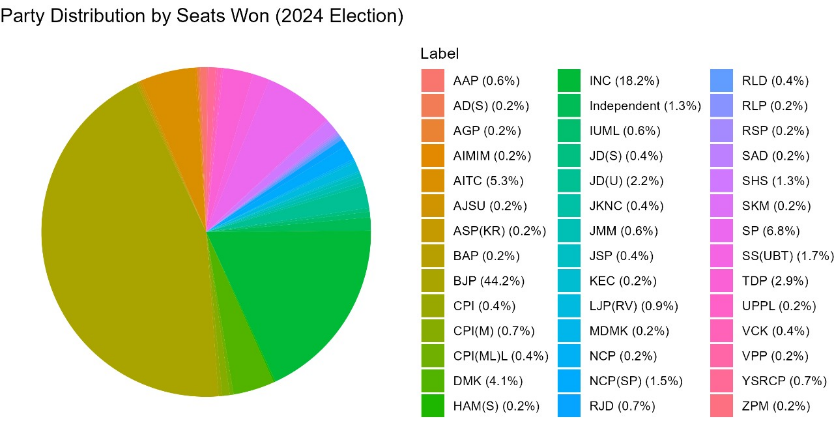 Party Distribution by Seats Won (2024 Election)
Label
AAP (0.6%)
AD(S) (0.2%)
AGP (0.2%)
AIMIM (0.2%)
AITC (5.3%)
AJSU (0.2%)
ASP(KR) (0.2%)
BAP (0.2%)
BJP (44.2%)
CPI (0.4%)
CPI(M) (0.7%)
CPI(ML)L (0.4%)
DMK (4.1%)
HAM(S) (0.2%)
INC (18.2%)
Independent (1.3%)
IUML (0.6%)
JD(S) (0.4%)
JD(U) (2.2%)
JKNC (0.4%)
JMM (0.6%)
JSP (0.4%)
KEC (0.2%)
LJP(RV) (0.9%)
MDMK (0.2%)
NCP (0.2%)
NCP(SP) (1.5%)
RJD (0.7%)
RLD (0.4%)
RLP (0.2%)
RSP (0.2%)
SAD (0.2%)
SHS (1.3%)
SKM (0.2%)
SP (6.8%)
SS(UBT) (1.7%)
TDP (2.9%)
UPPL (0.2%)
VCK (0.4%)
VPP (0.2%)
YSRCP (0.7%)
ZPM (0.2%)